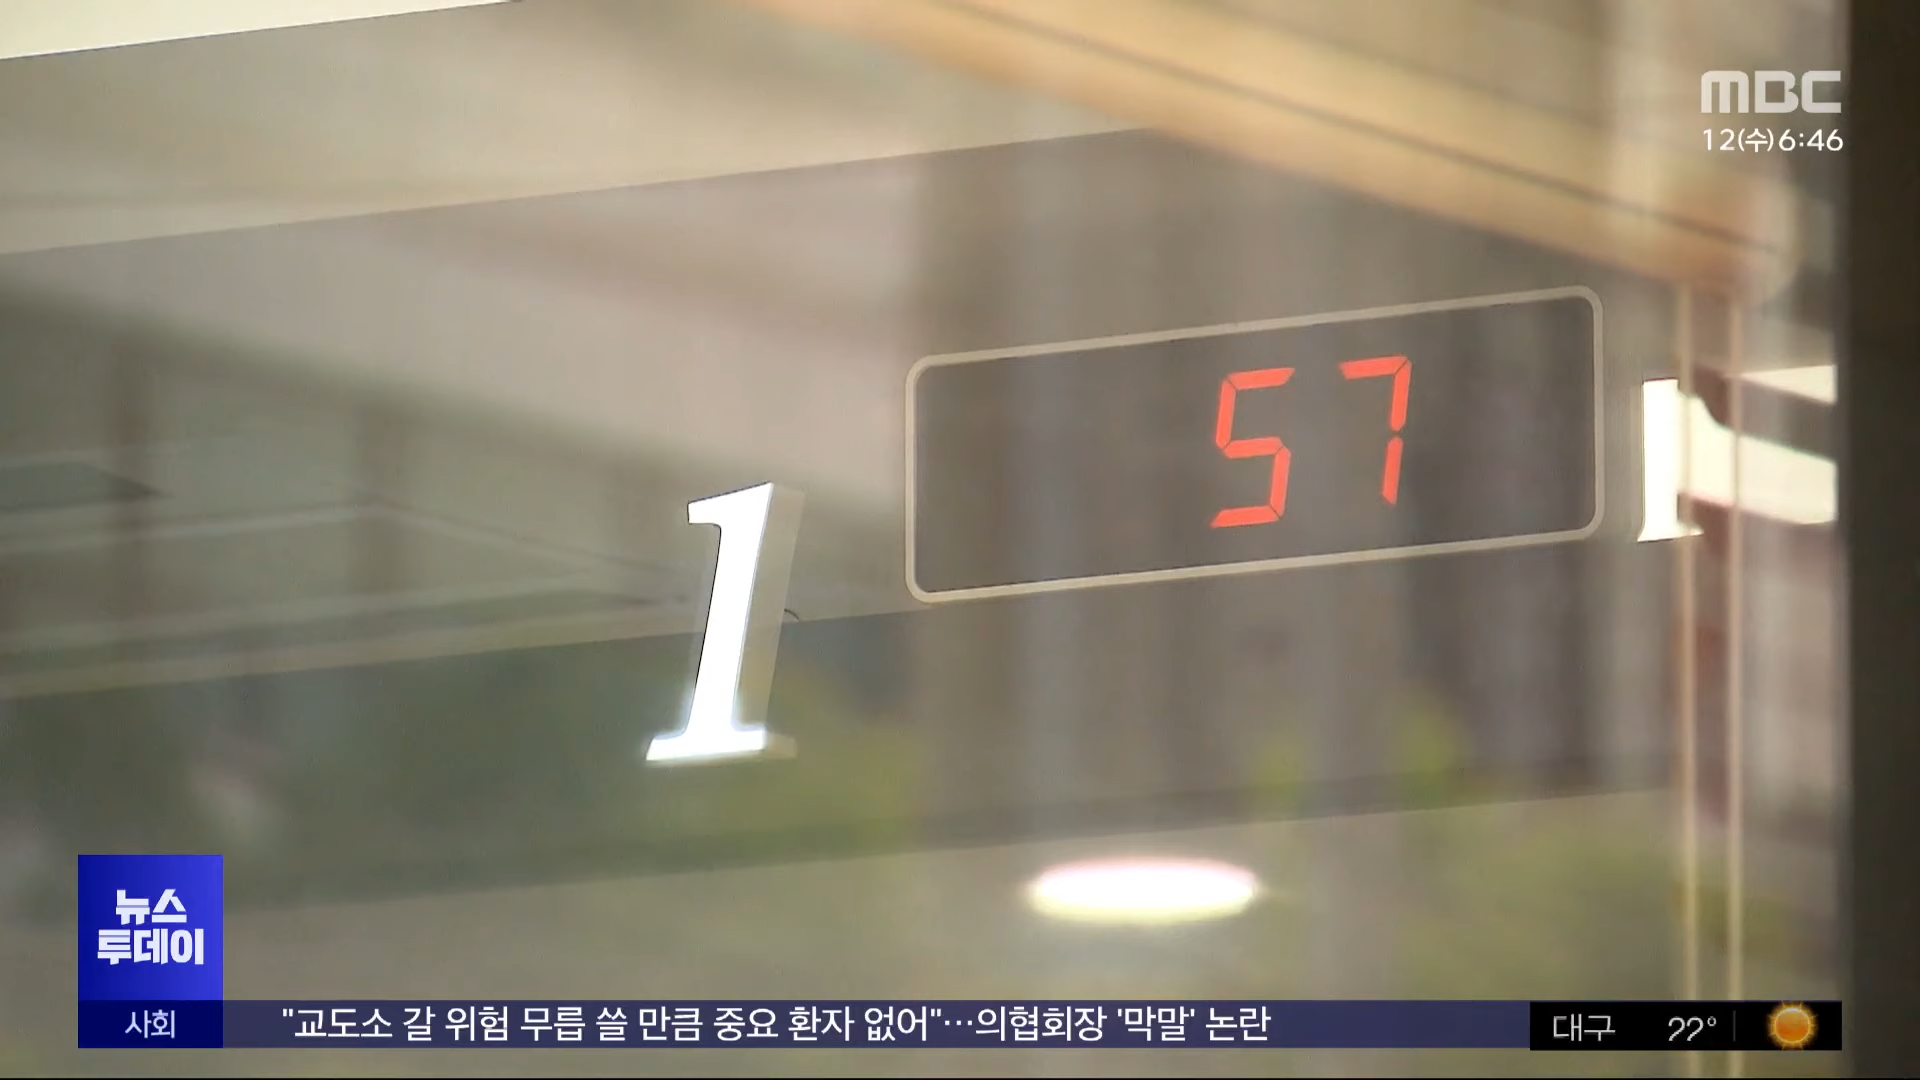 MBC
12(수)6:46
57
1
1
뉴스
투데이
사회
"교도소 갈 위험 무릅 쓸 만큼 중요 환자 없어"…의협회장 '막말' 논란
대구 22°